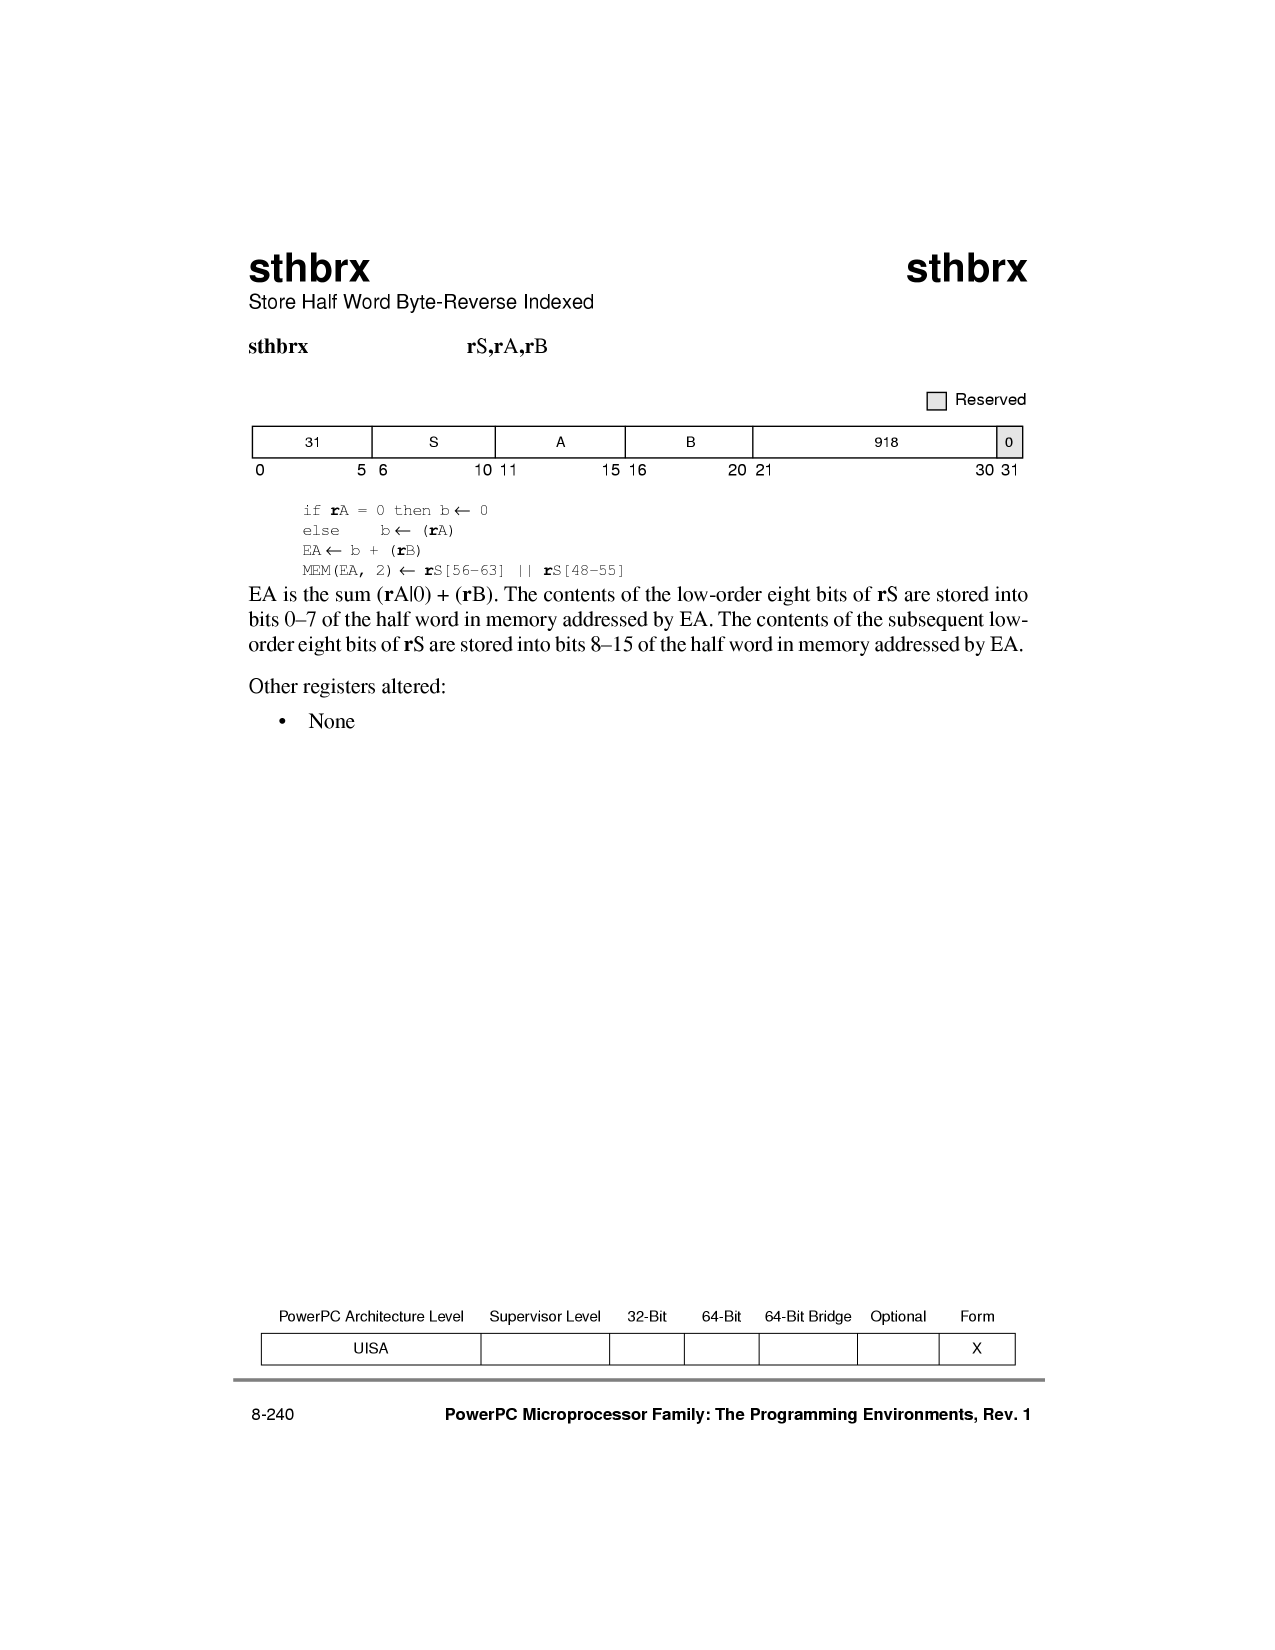 sthbrx sthbrx
Store Half Word Byte-Reverse Indexed
sthbrx rS,rA,rB
Reserved
31 S A B 918 0
0 5 6 10 11 15 16 20 21 30 31
if rA = 0 then b ← 0
else b ← (rA)
EA ← b + (rB)
MEM(EA, 2) ← rS[56–63] || rS[48–55]
EA is the sum (rA|0) + (rB). The contents of the low-order eight bits of rS are stored into
bits 0–7 of the half word in memory addressed by EA. The contents of the subsequent low-
order eight bits of rS are stored into bits 8–15 of the half word in memory addressed by EA.
Other registers altered:
• None
PowerPC Architecture Level Supervisor Level 32-Bit 64-Bit 64-Bit Bridge Optional Form
UISA X
8-240 PowerPC Microprocessor Family: The Programming Environments, Rev. 1